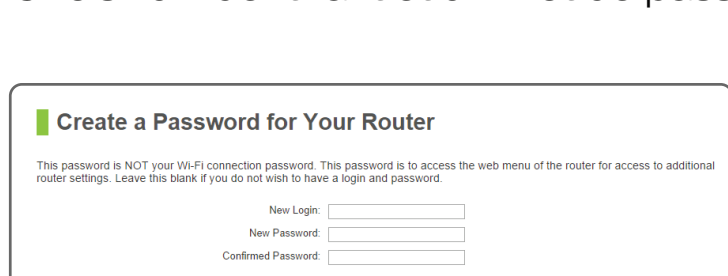 Create a Password for Your Router
This password is NOT your Wi-Fi connection password. This password is to access the web menu of the router for access to additional
router settings. Leave this blank if you do not wish to have a login and password.
New Login:
New Password:
Confirmed Password: